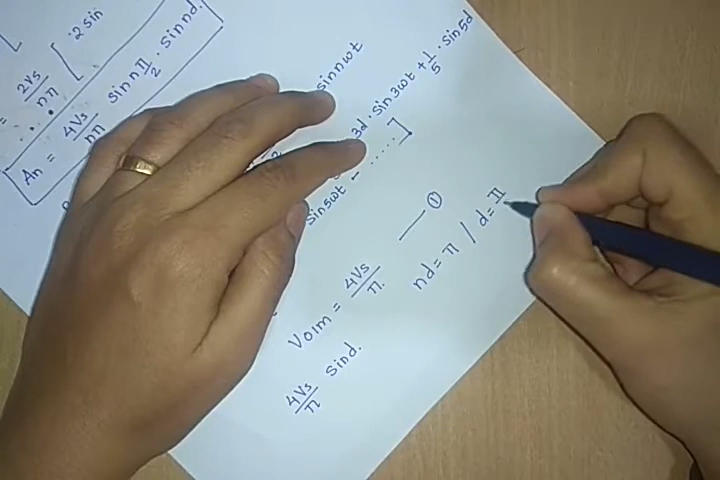 = 2Vs/nπ [ 2 sin
An = 4Vs/nπ sin nπ/2 . sin nd.
sin nωt
3d . sin 3ωt + 1/5 . sin 5d
sin 5ωt - ...... ]
V01m = 4Vs/π —— ①
4Vs/π sin d.
nd = π / d = π